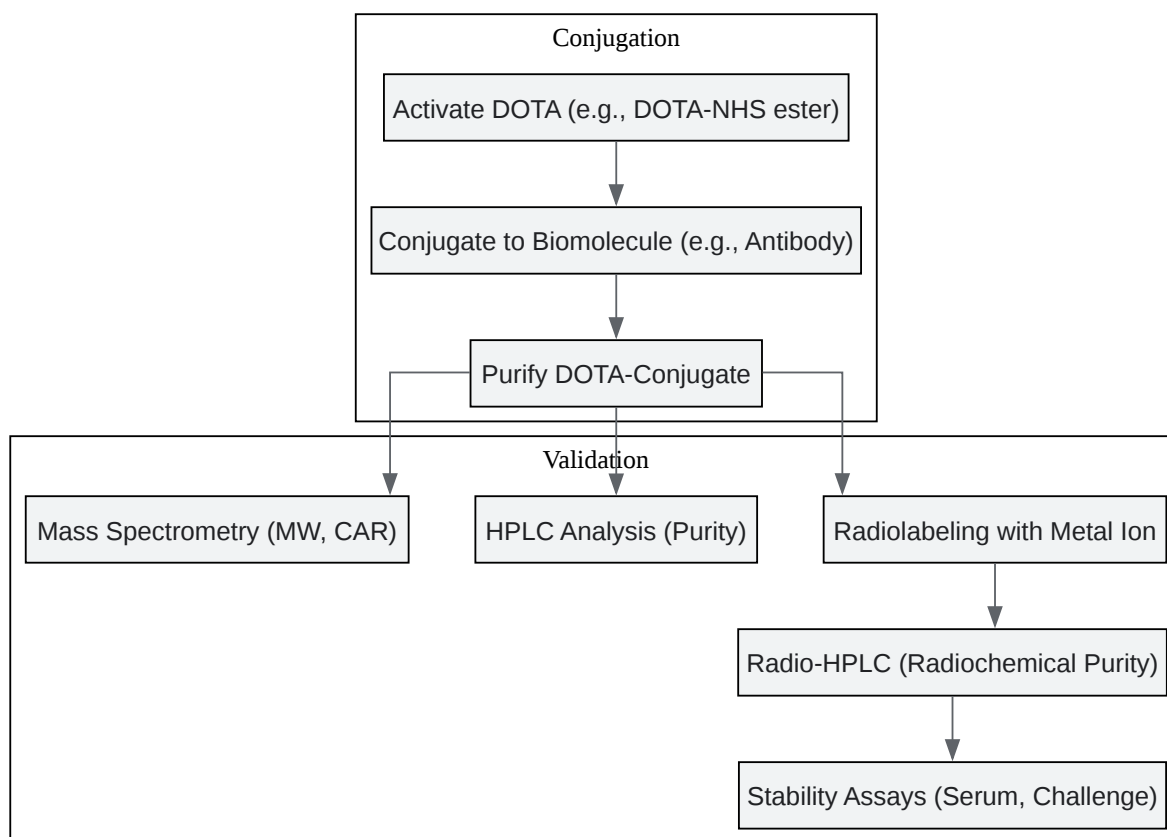 Conjugation
Activate DOTA (e.g., DOTA-NHS ester)
Conjugate to Biomolecule (e.g., Antibody)
Purify DOTA-Conjugate
Validation
Mass Spectrometry (MW, CAR)
HPLC Analysis (Purity)
Radiolabeling with Metal Ion
Radio-HPLC (Radiochemical Purity)
Stability Assays (Serum, Challenge)